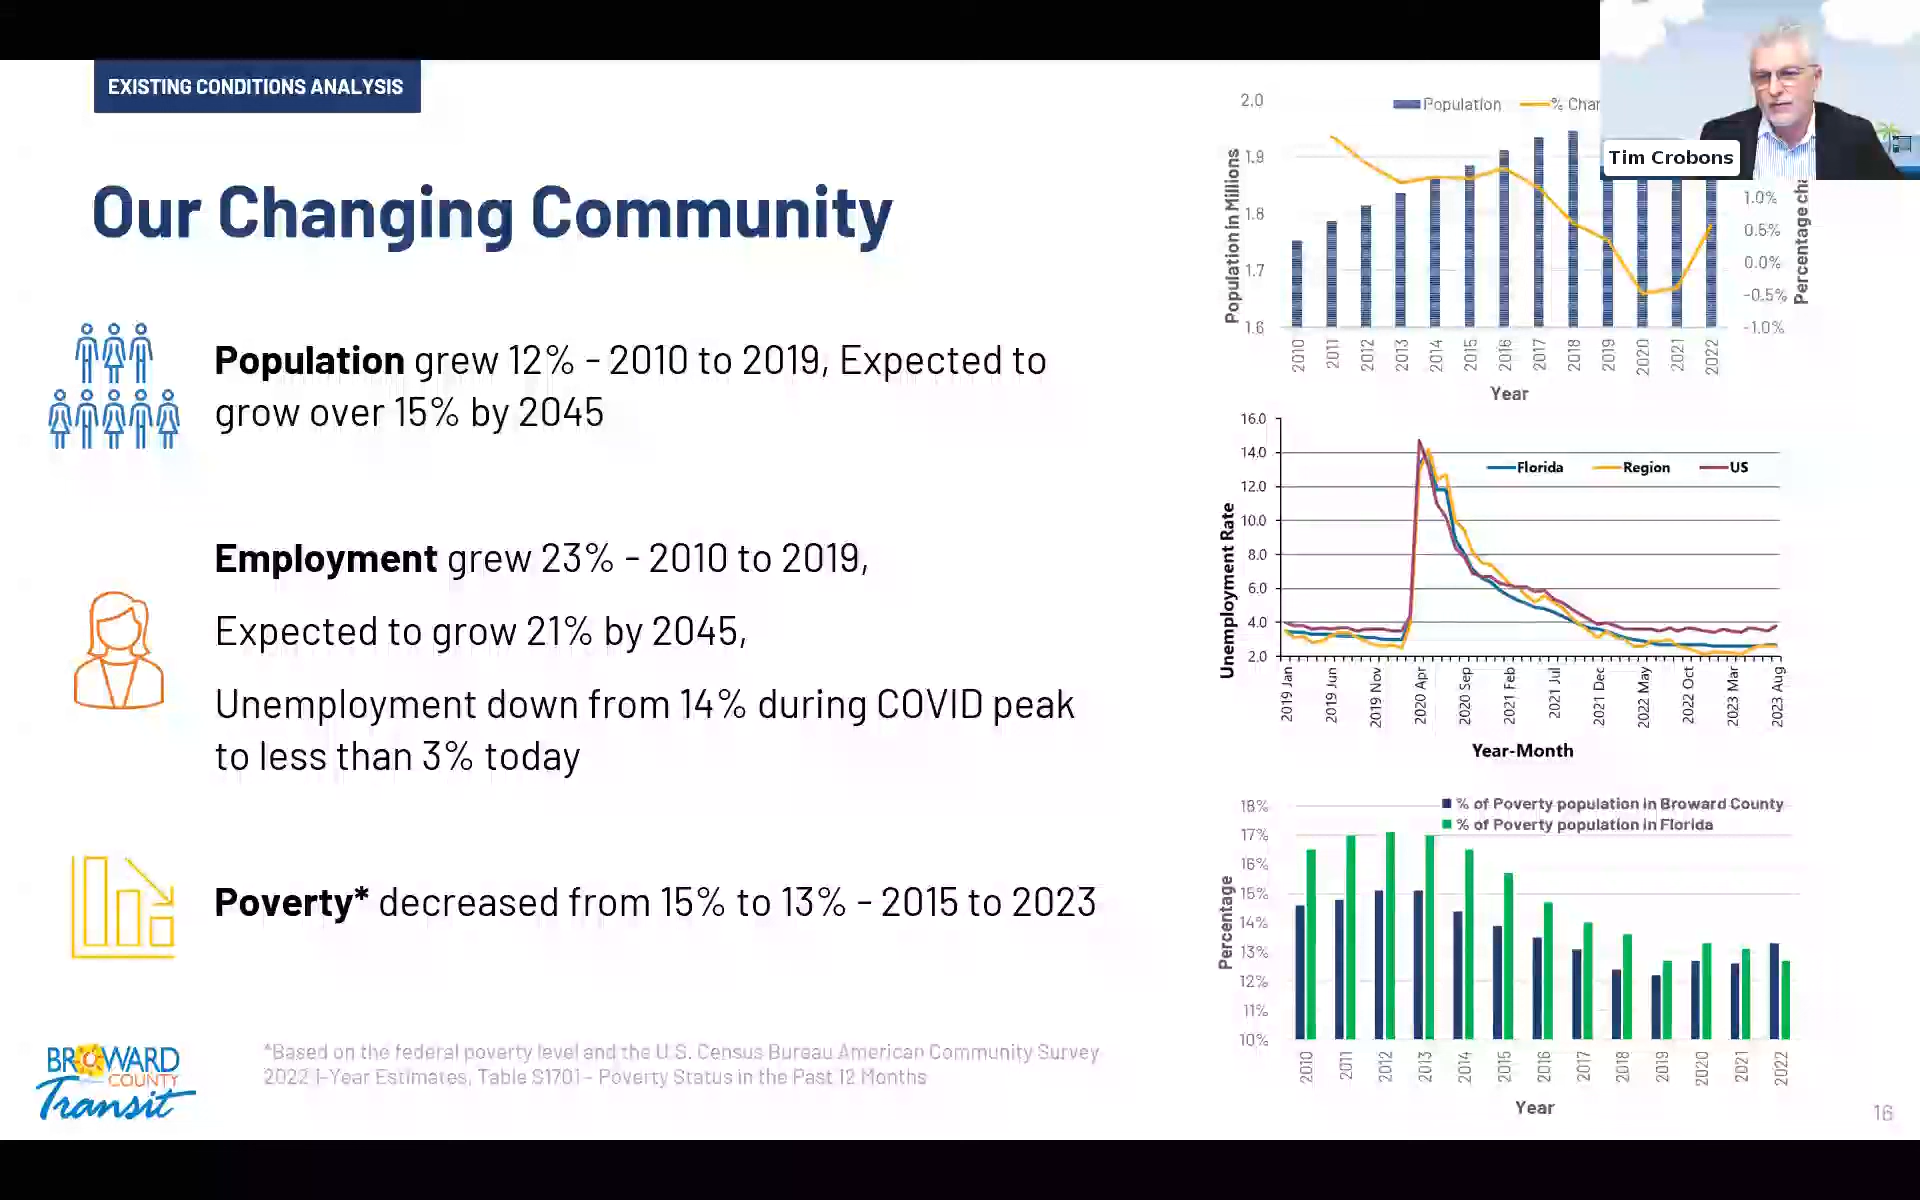 EXISTING CONDITIONS ANALYSIS
Our Changing Community
Population grew 12% - 2010 to 2019, Expected to
grow over 15% by 2045
Employment grew 23% - 2010 to 2019,
Expected to grow 21% by 2045,
Unemployment down from 14% during COVID peak
to less than 3% today
Poverty* decreased from 15% to 13% - 2015 to 2023
*Based on the federal poverty level and the U.S. Census Bureau American Community Survey
2022 1-Year Estimates, Table S1701 - Poverty Status in the Past 12 Months
BROWARD
COUNTY
Transit
Tim Crobons
Population % Char
Population in Millions
2.0
1.9
1.8
1.7
1.6
1.0%
0.5%
0.0%
-0.5%
-1.0%
Percentage cha
2010 2011 2012 2013 2014 2015 2016 2017 2018 2019 2020 2021 2022
Year
Unemployment Rate
16.0
14.0
12.0
10.0
8.0
6.0
4.0
2.0
Florida Region US
2019 Jan 2019 Jun 2019 Nov 2020 Apr 2020 Sep 2021 Feb 2021 Jul 2021 Dec 2022 May 2022 Oct 2023 Mar 2023 Aug
Year-Month
% of Poverty population in Broward County
% of Poverty population in Florida
Percentage
18%
17%
16%
15%
14%
13%
12%
11%
10%
2010 2011 2012 2013 2014 2015 2016 2017 2018 2019 2020 2021 2022
Year
16